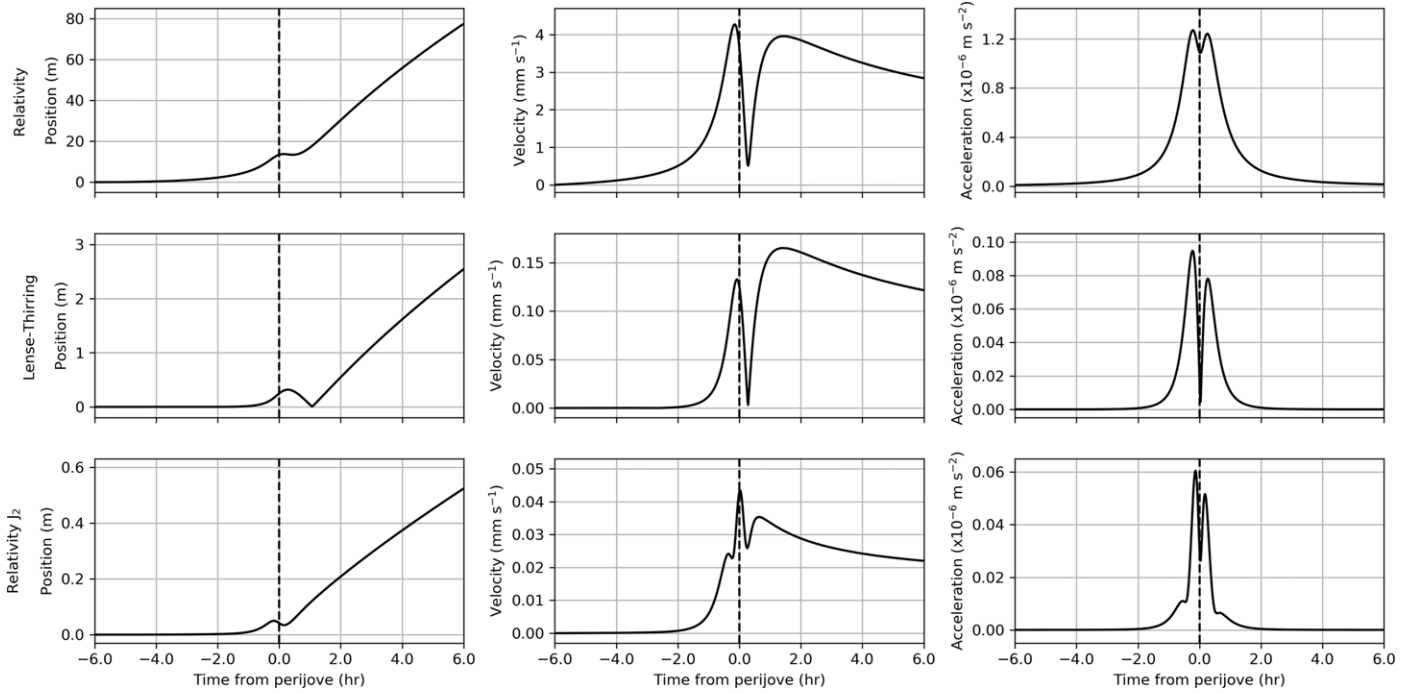 Relativity
Position (m)
80
60
40
20
0
Velocity (mm s⁻¹)
4
3
2
1
0
Acceleration (x10⁻⁶ m s⁻²)
1.2
0.8
0.4
0.0
Lense-Thirring
Position (m)
3
2
1
0
Velocity (mm s⁻¹)
0.15
0.10
0.05
0.00
Acceleration (x10⁻⁶ m s⁻²)
0.10
0.08
0.06
0.04
0.02
0.00
Relativity J₂
Position (m)
0.6
0.4
0.2
0.0
−6.0 −4.0 −2.0 0.0 2.0 4.0 6.0
Time from perijove (hr)
Velocity (mm s⁻¹)
0.05
0.04
0.03
0.02
0.01
0.00
−6.0 −4.0 −2.0 0.0 2.0 4.0 6.0
Time from perijove (hr)
Acceleration (x10⁻⁶ m s⁻²)
0.06
0.04
0.02
0.00
−6.0 −4.0 −2.0 0.0 2.0 4.0 6.0
Time from perijove (hr)